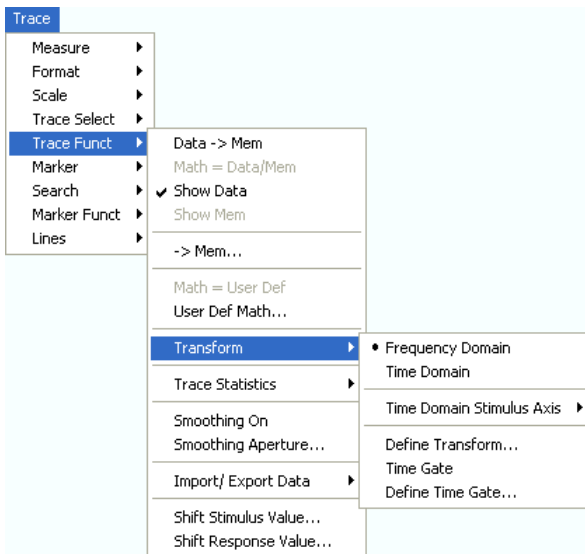 Trace
Measure
Format
Scale
Trace Select
Trace Funct
Marker
Search
Marker Funct
Lines
Data -> Mem
Math = Data/Mem
Show Data
Show Mem
-> Mem...
Math = User Def
User Def Math...
Transform
Trace Statistics
Smoothing On
Smoothing Aperture...
Import/ Export Data
Shift Stimulus Value...
Shift Response Value...
Frequency Domain
Time Domain
Time Domain Stimulus Axis
Define Transform...
Time Gate
Define Time Gate...